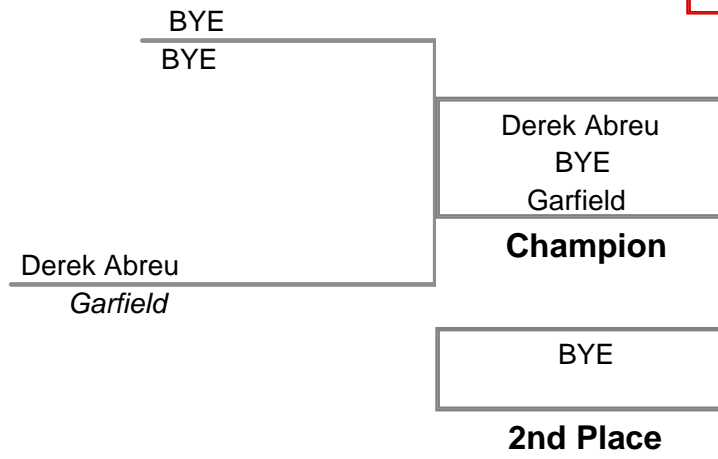 BYE
BYE
Derek Abreu
BYE
Garfield
Champion
Derek Abreu
Garfield
BYE
2nd Place